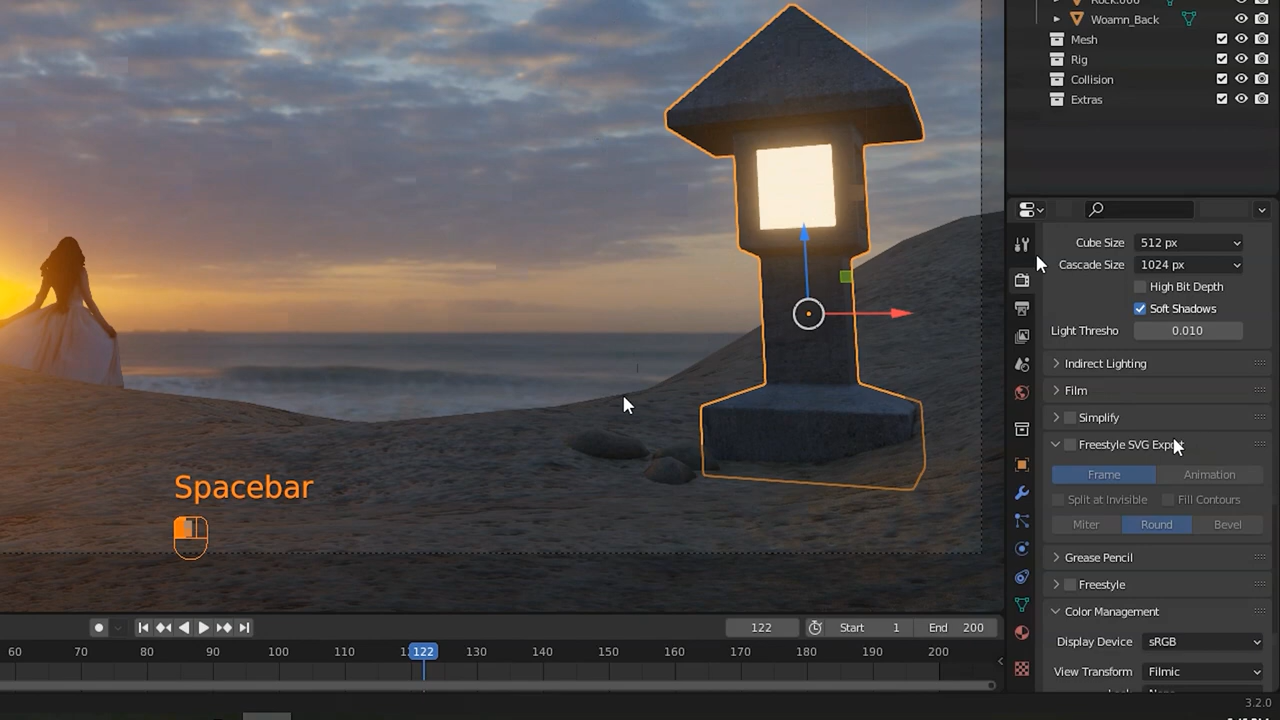 Rock.006
Woamn_Back
Mesh
Rig
Collision
Extras
Cube Size 512 px
Cascade Size 1024 px
High Bit Depth
Soft Shadows
Light Thresho 0.010
Indirect Lighting
Film
Simplify
Freestyle SVG Export
Frame Animation
Split at Invisible Fill Contours
Miter Round Bevel
Grease Pencil
Freestyle
Color Management
Display Device sRGB
View Transform Filmic
Spacebar
122 Start 1 End 200
60 70 80 90 100 110 122 130 140 150 160 170 180 190 200
3.2.0